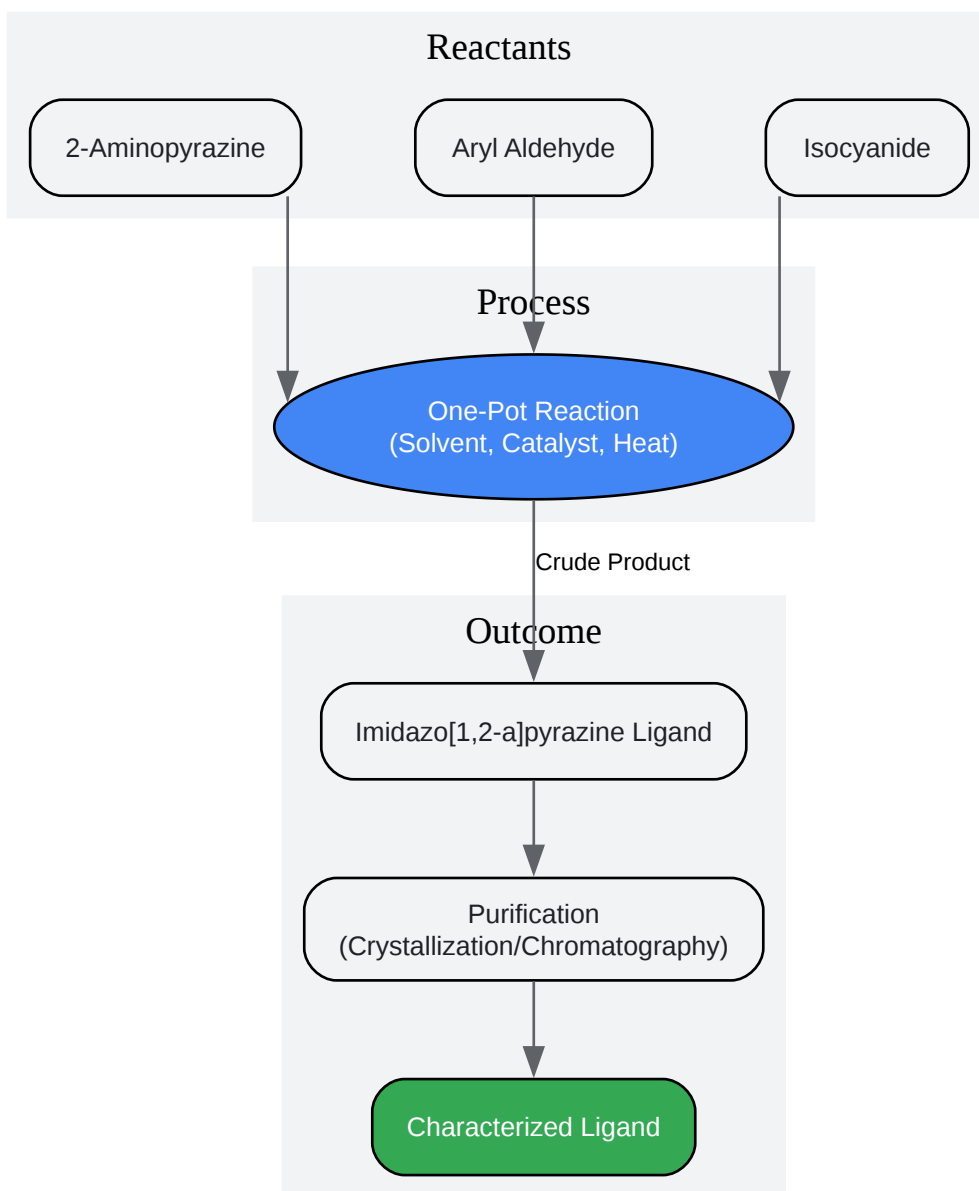 Reactants
2-Aminopyrazine
Aryl Aldehyde
Isocyanide
Process
One-Pot Reaction
(Solvent, Catalyst, Heat)
Crude Product
Outcome
Imidazo[1,2-a]pyrazine Ligand
Purification
(Crystallization/Chromatography)
Characterized Ligand